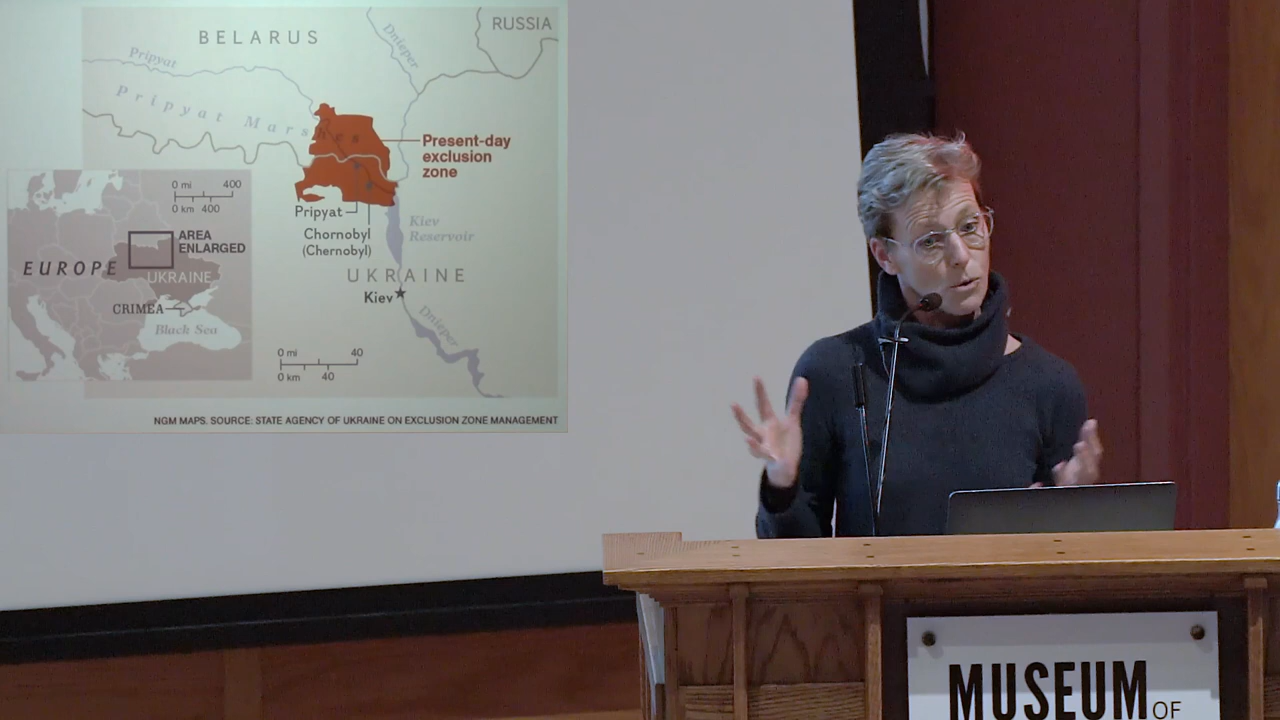 BELARUS
RUSSIA
Dnieper
Pripyat
Pripyat Marshes
Present-day
exclusion
zone
Pripyat
Chornobyl
(Chernobyl)
Kiev
Reservoir
UKRAINE
Kiev
Dnieper
0 mi 400
0 km 400
AREA
ENLARGED
EUROPE
UKRAINE
CRIMEA
Black Sea
0 mi 40
0 km 40
NGM MAPS. SOURCE: STATE AGENCY OF UKRAINE ON EXCLUSION ZONE MANAGEMENT
MUSEUM OF